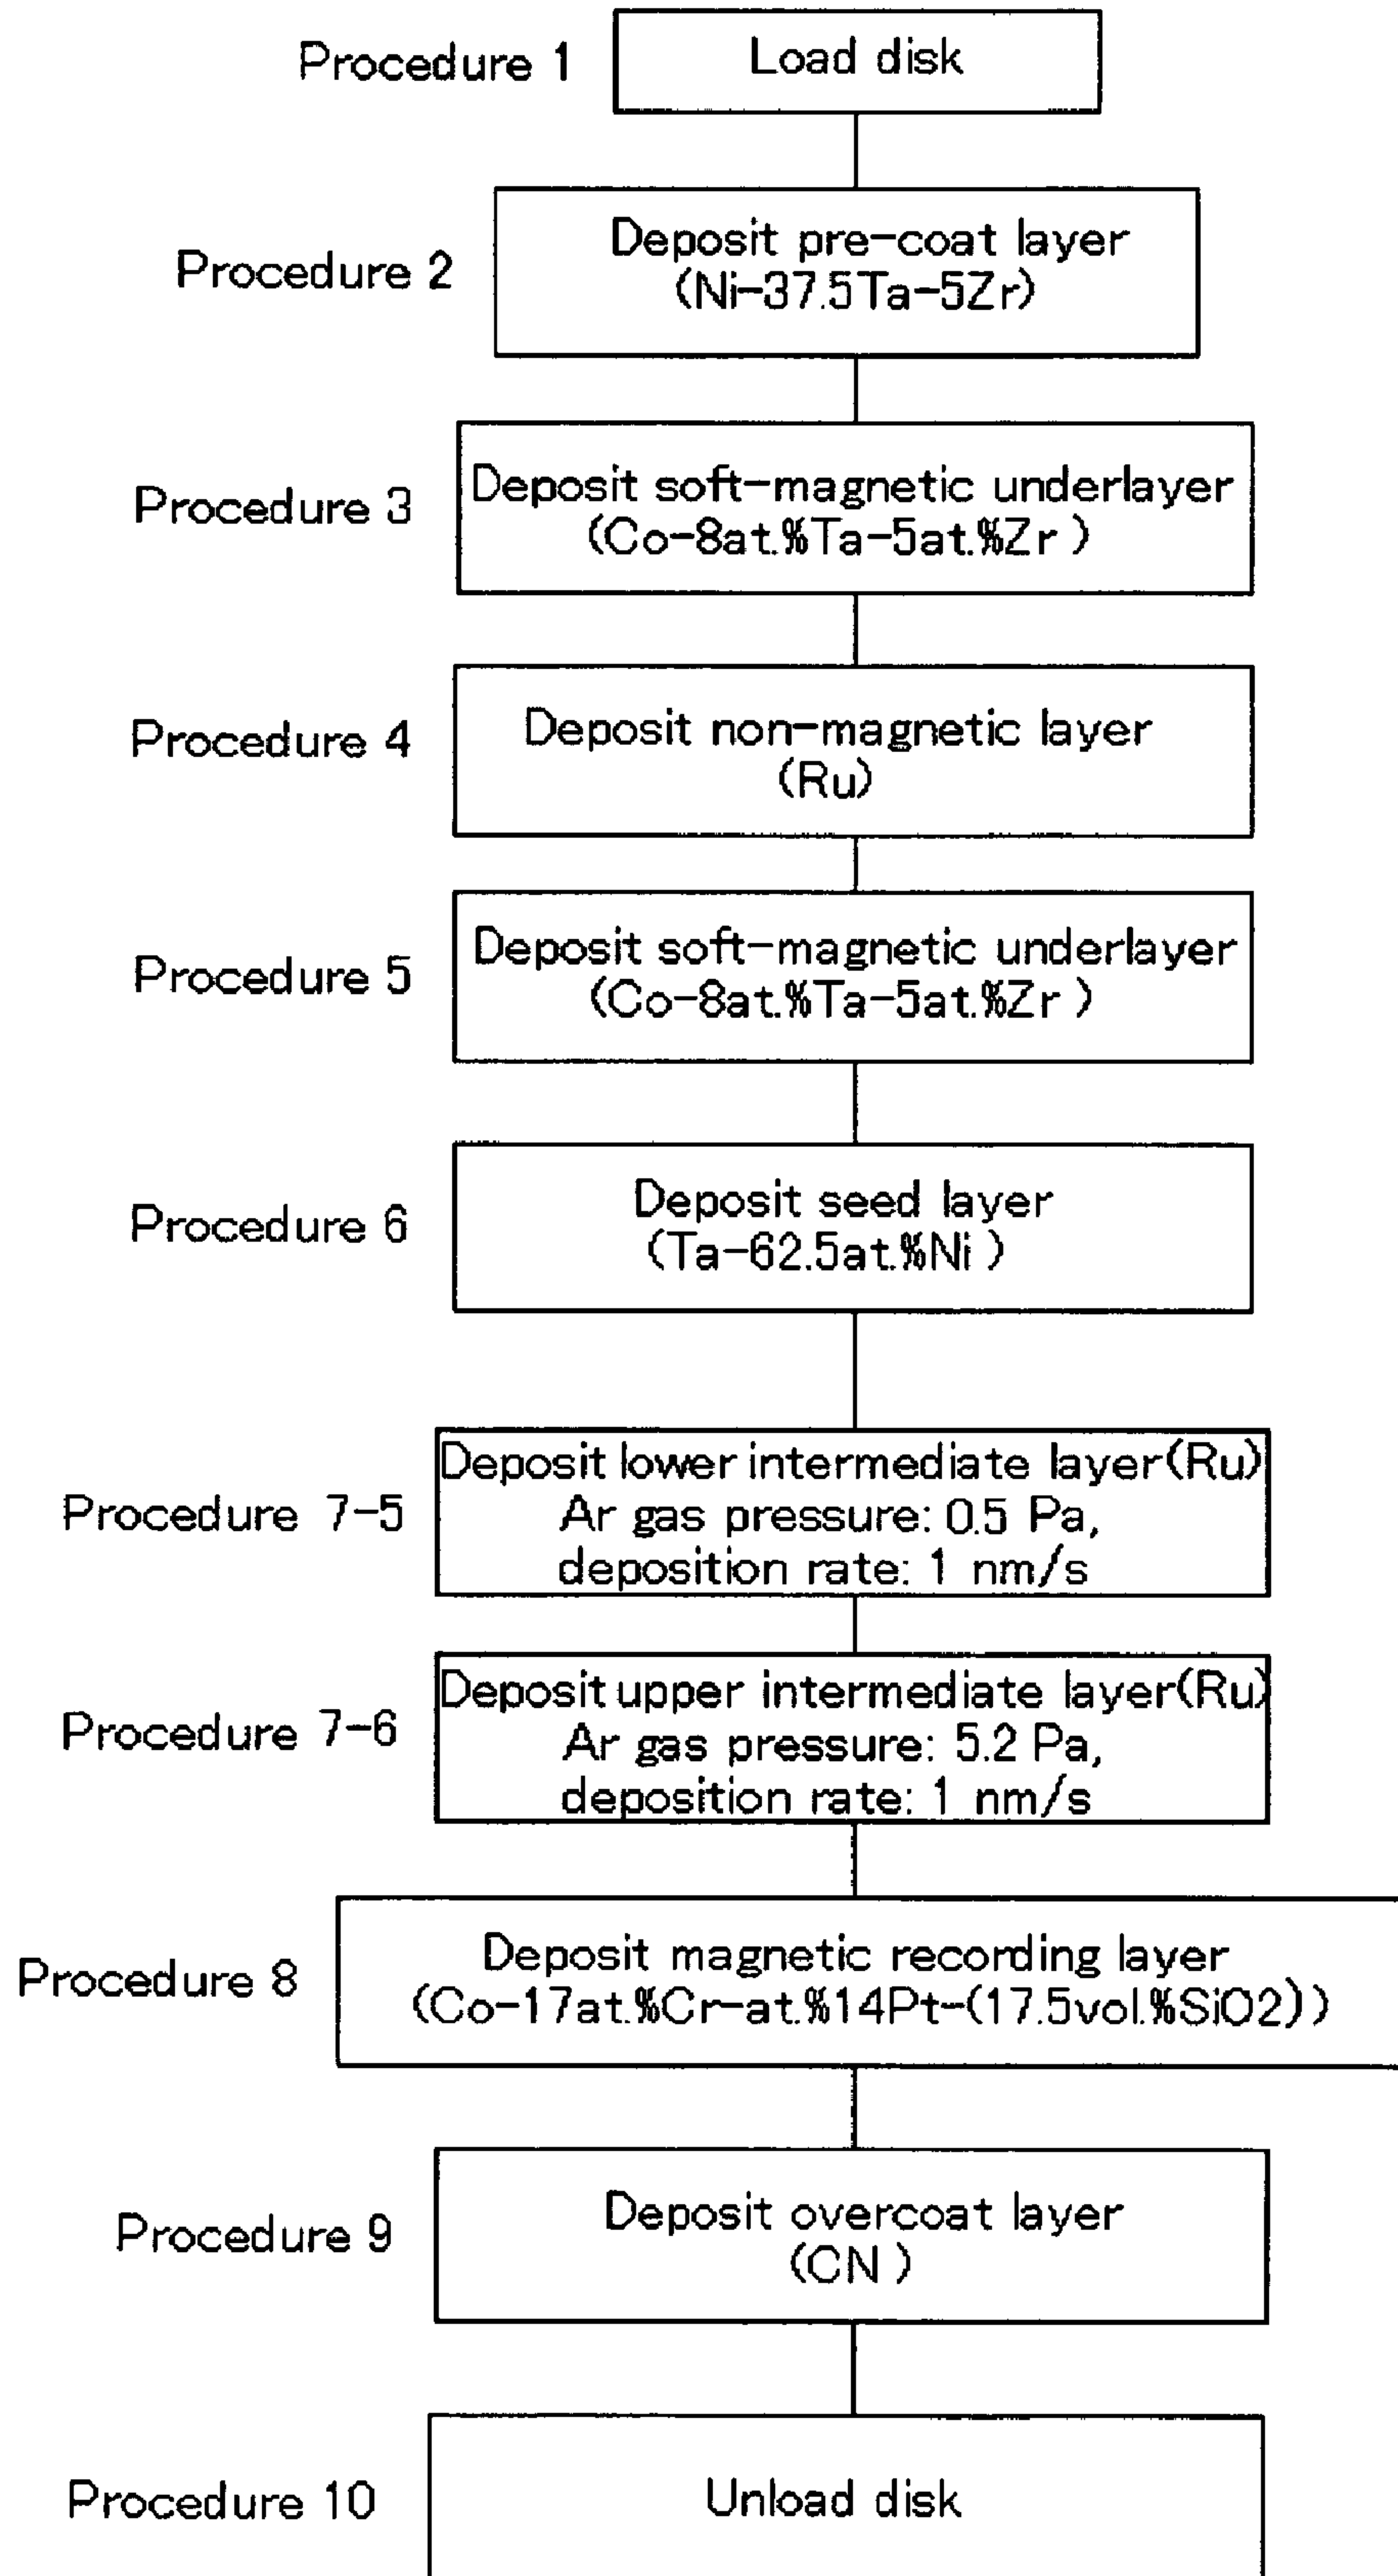 Procedure 1
Load disk
Procedure 2
Deposit pre-coat layer
(Ni-37.5Ta-5Zr)
Procedure 3
Deposit soft-magnetic underlayer
(Co-8at.%Ta-5at.%Zr )
Procedure 4
Deposit non-magnetic layer
(Ru)
Procedure 5
Deposit soft-magnetic underlayer
(Co-8at.%Ta-5at.%Zr )
Procedure 6
Deposit seed layer
(Ta-62.5at.%Ni )
Procedure 7-5
Deposit lower intermediate layer(Ru)
Ar gas pressure: 0.5 Pa,
deposition rate: 1 nm/s
Procedure 7-6
Deposit upper intermediate layer(Ru)
Ar gas pressure: 5.2 Pa,
deposition rate: 1 nm/s
Procedure 8
Deposit magnetic recording layer
(Co-17at.%Cr-at.%14Pt-(17.5vol.%SiO2))
Procedure 9
Deposit overcoat layer
(CN )
Procedure 10
Unload disk